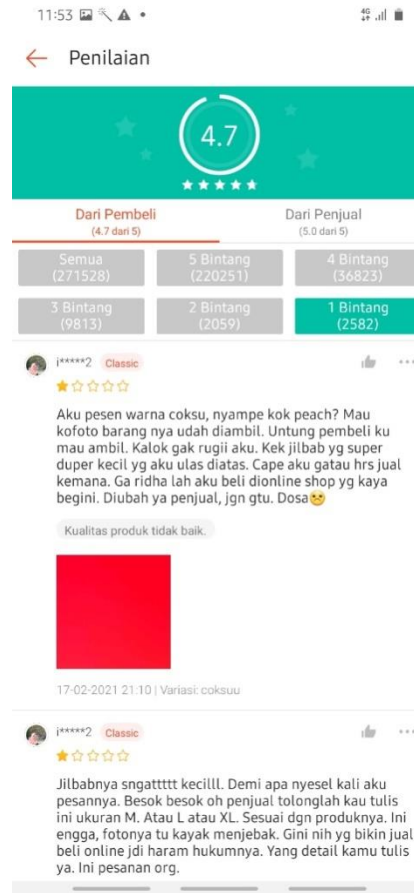 11:53
4G
Penilaian
4.7
Dari Pembeli
(4.7 dari 5)
Dari Penjual
(5.0 dari 5)
Semua
(271528)
5 Bintang
(220251)
4 Bintang
(36823)
3 Bintang
(9813)
2 Bintang
(2059)
1 Bintang
(2582)
i*****2 Classic
Aku pesen warna coksu, nyampe kok peach? Mau
kofoto barang nya udah diambil. Untung pembeli ku
mau ambil. Kalok gak rugii aku. Kek jilbab yg super
duper kecil yg aku ulas diatas. Cape aku gatau hrs jual
kemana. Ga ridha lah aku beli dionline shop yg kaya
begini. Diubah ya penjual, jgn gtu. Dosa
Kualitas produk tidak baik.
17-02-2021 21:10 | Variasi: coksuu
i*****2 Classic
Jilbabnya sngattttt kecilll. Demi apa nyesel kali aku
pesannya. Besok besok oh penjual tolonglah kau tulis
ini ukuran M. Atau L atau XL. Sesuai dgn produknya. Ini
engga, fotonya tu kayak menjebak. Gini nih yg bikin jual
beli online jdi haram hukumnya. Yang detail kamu tulis
ya. Ini pesanan org.